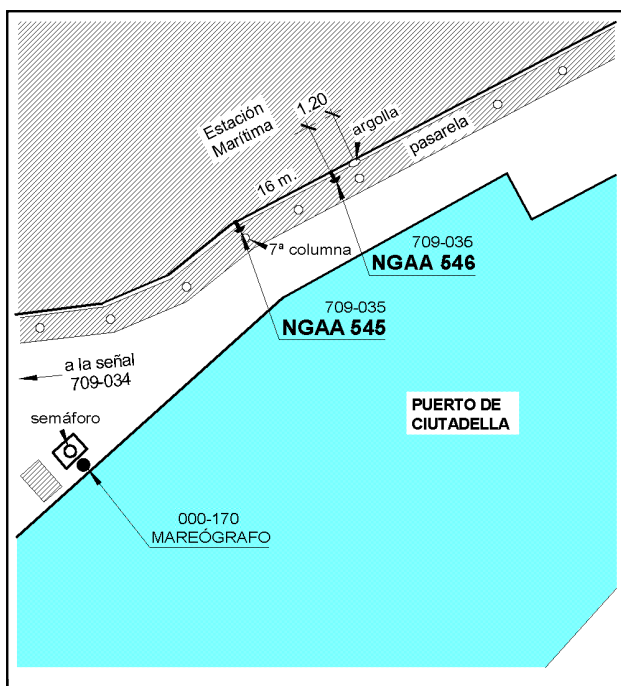 Estación
Marítima
1.20
argolla
pasarela
16 m.
7ª columna
709-036
NGAA 546
709-035
NGAA 545
a la señal
709-034
PUERTO DE
CIUTADELLA
semáforo
000-170
MAREÓGRAFO